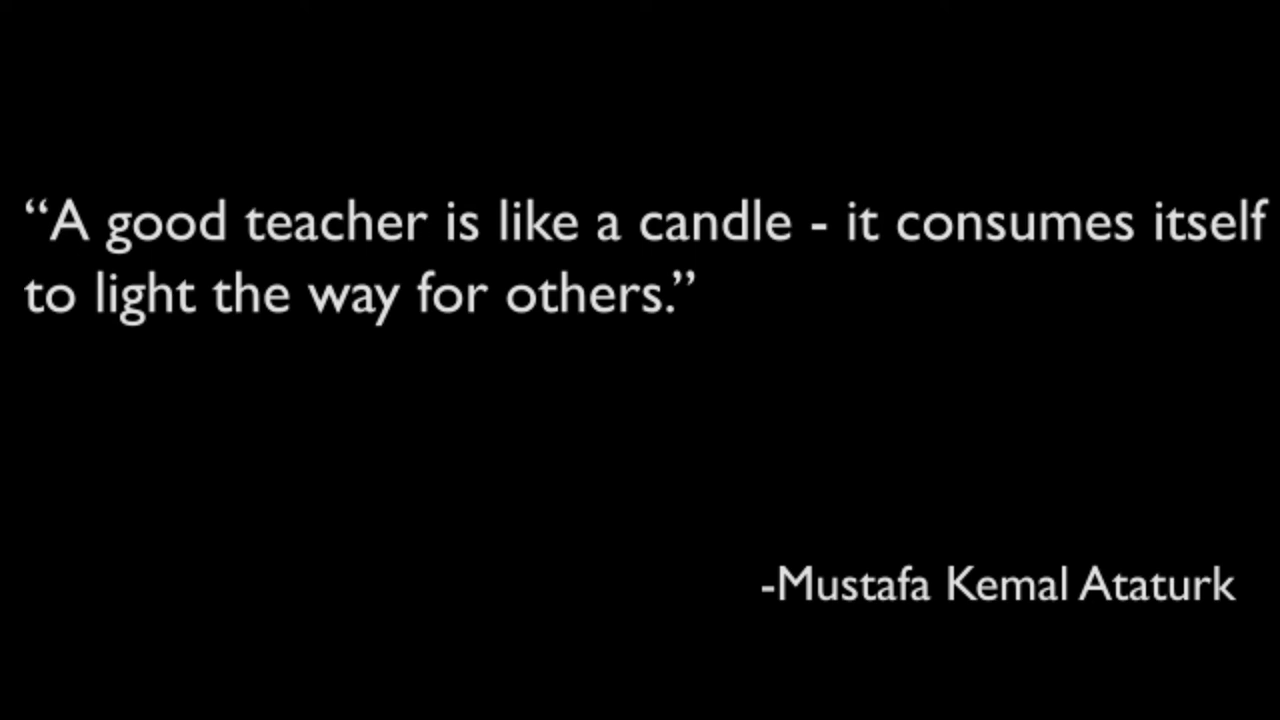 “A good teacher is like a candle - it consumes itself
to light the way for others.”
-Mustafa Kemal Ataturk